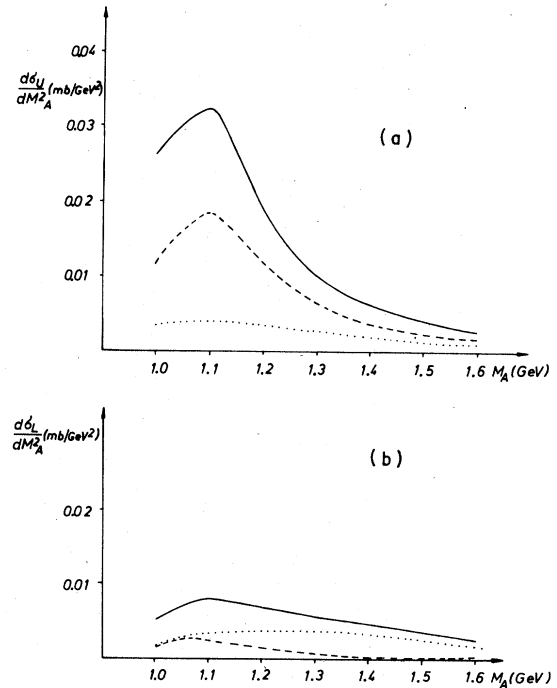 0.04
dσ_U/dM²_A (mb/GeV²)
0.03
(a)
0.02
0.01
1.0 1.1 1.2 1.3 1.4 1.5 1.6 M_A (GeV)
dσ_L/dM²_A (mb/GeV²)
(b)
0.02
0.01
1.0 1.1 1.2 1.3 1.4 1.5 1.6 M_A (GeV)